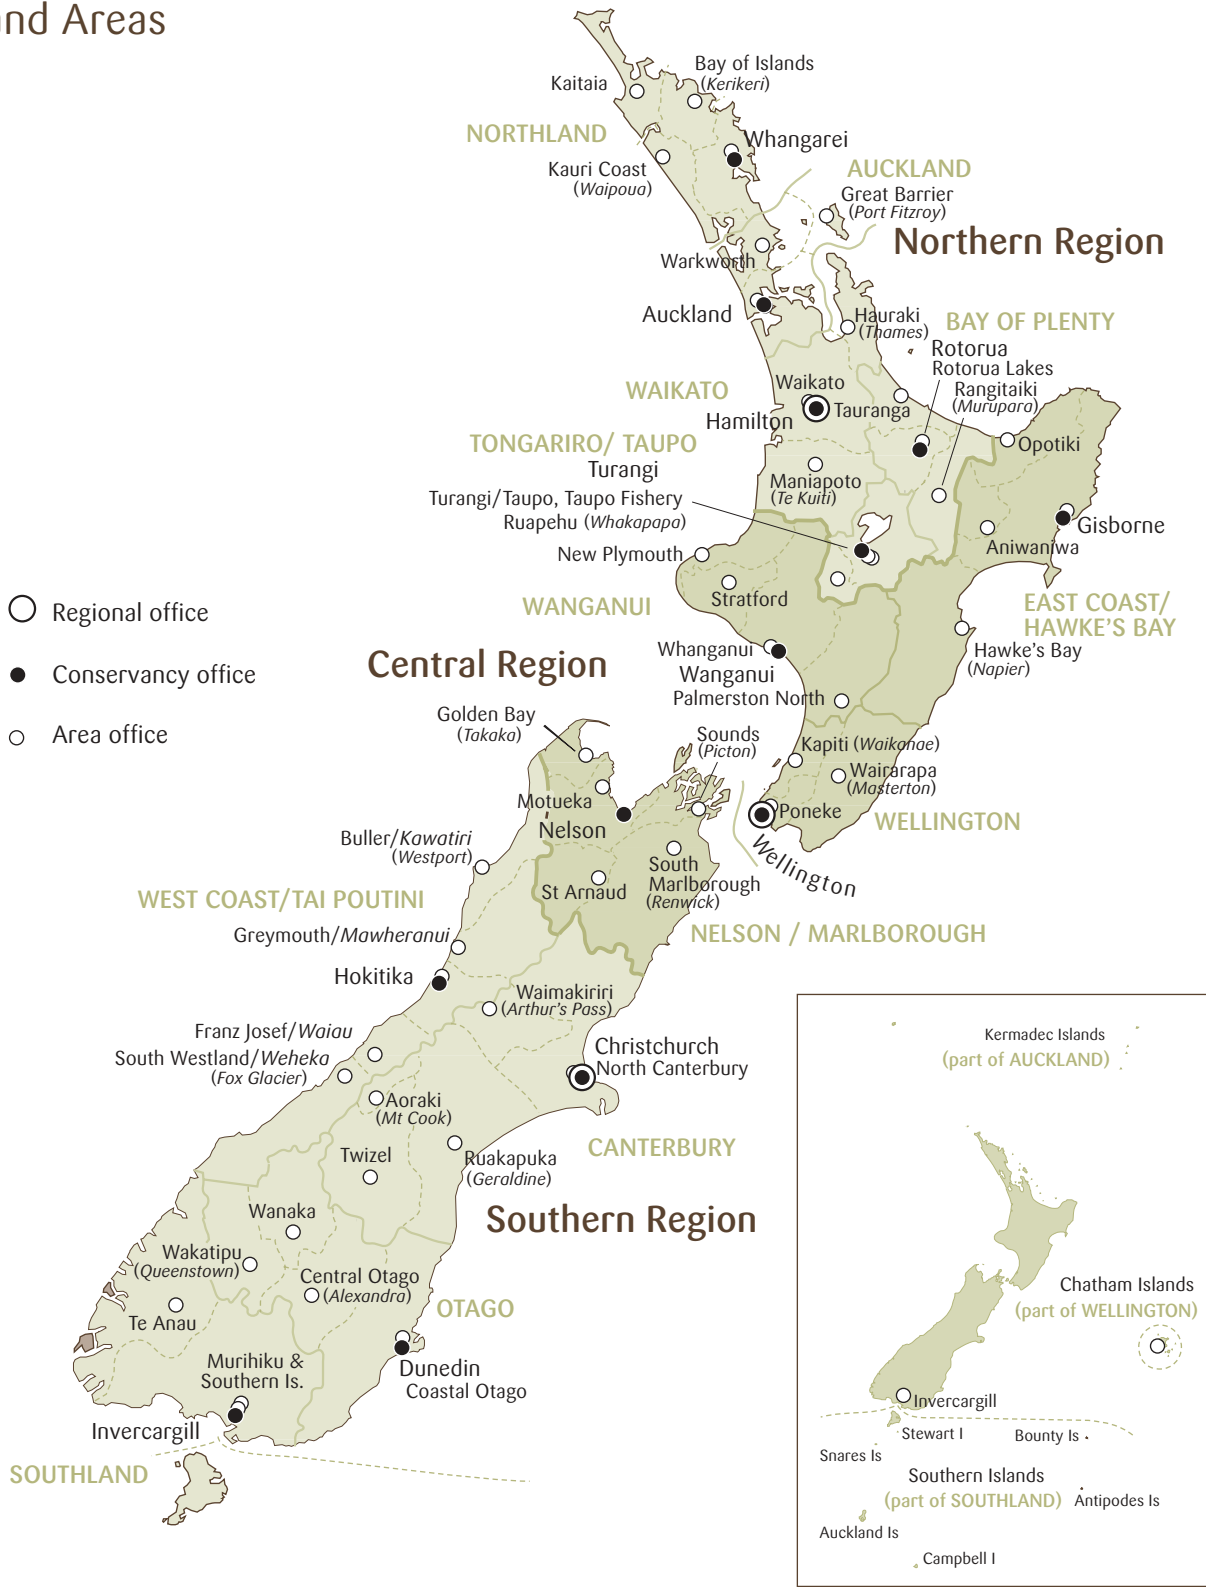 and Areas
Bay of Islands
(Kerikeri)
Kaitaia
NORTHLAND
Whangarei
Kauri Coast
(Waipoua)
AUCKLAND
Great Barrier
(Port Fitzroy)
Northern Region
Warkworth
Auckland
Hauraki
(Thames)
BAY OF PLENTY
Rotorua
Rotorua Lakes
Rangitaiki
(Murupara)
WAIKATO
Waikato
Tauranga
Hamilton
TONGARIRO/ TAUPO
Turangi
Opotiki
Maniapoto
(Te Kuiti)
Turangi/Taupo, Taupo Fishery
Ruapehu (Whakapapa)
Gisborne
Aniwaniwa
New Plymouth
Stratford
WANGANUI
EAST COAST/
HAWKE'S BAY
Regional office
Conservancy office
Area office
Central Region
Whanganui
Wanganui
Palmerston North
Hawke's Bay
(Napier)
Golden Bay
(Takaka)
Sounds
(Picton)
Kapiti (Waikanae)
Wairarapa
(Masterton)
Motueka
Nelson
Poneke
WELLINGTON
Wellington
Buller/Kawatiri
(Westport)
South
Marlborough
(Renwick)
St Arnaud
WEST COAST/TAI POUTINI
NELSON / MARLBOROUGH
Greymouth/Mawheranui
Hokitika
Waimakiriri
(Arthur's Pass)
Franz Josef/Waiau
South Westland/Weheka
(Fox Glacier)
Christchurch
North Canterbury
Aoraki
(Mt Cook)
CANTERBURY
Twizel
Ruakapuka
(Geraldine)
Southern Region
Wanaka
Wakatipu
(Queenstown)
Central Otago
(Alexandra)
OTAGO
Te Anau
Murihiku &
Southern Is.
Dunedin
Coastal Otago
Invercargill
SOUTHLAND
Kermadec Islands
(part of AUCKLAND)
Chatham Islands
(part of WELLINGTON)
Invercargill
Stewart I
Bounty Is
Snares Is
Southern Islands
(part of SOUTHLAND)
Antipodes Is
Auckland Is
Campbell I